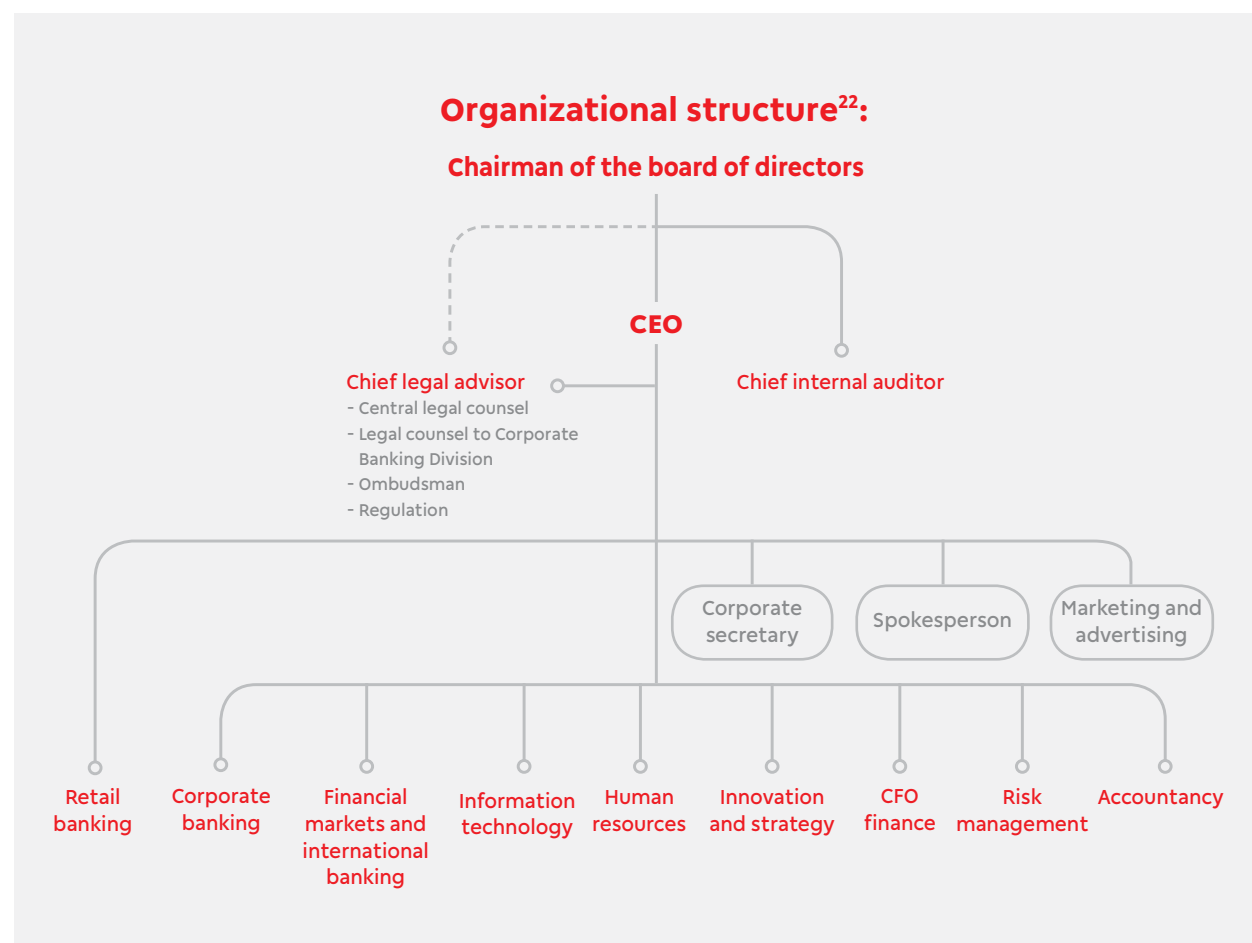 Organizational structure22:
Chairman of the board of directors
CEO
Chief legal advisor
- Central legal counsel
- Legal counsel to Corporate
Banking Division
- Ombudsman
- Regulation
Chief internal auditor
Corporate
secretary
Spokesperson
Marketing and
advertising
Retail
banking
Corporate
banking
Financial
markets and
international
banking
Information
technology
Human
resources
Innovation
and strategy
CFO
finance
Risk
management
Accountancy